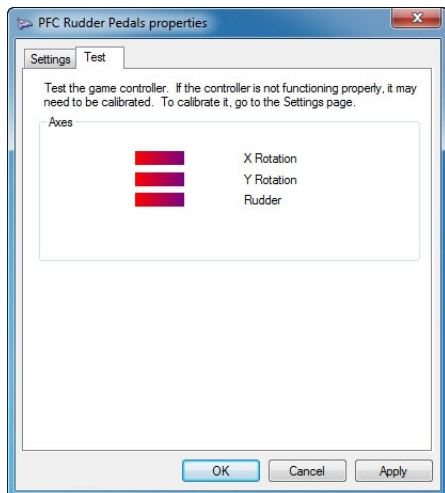 PFC Rudder Pedals properties
Settings Test
Test the game controller. If the controller is not functioning properly, it may
need to be calibrated. To calibrate it, go to the Settings page.
Axes
X Rotation
Y Rotation
Rudder
OK Cancel Apply